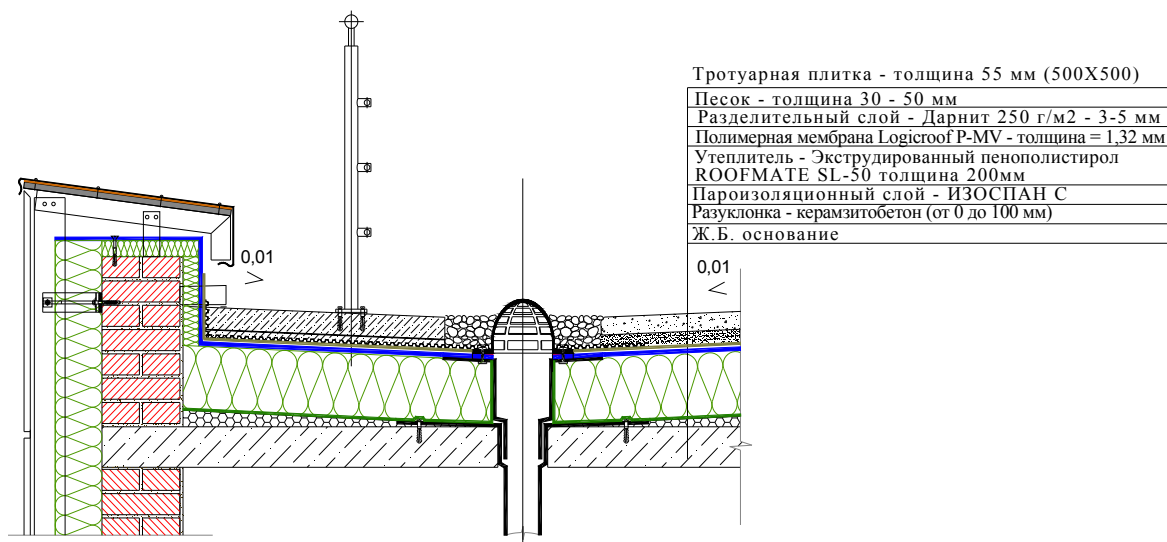 Тротуарная плитка - толщина 55 мм (500X500)
Песок - толщина 30 - 50 мм
Разделительный слой - Дарнит 250 г/м2 - 3-5 мм
Полимерная мембрана Logicroof P-MV - толщина = 1,32 мм
Утеплитель - Экструдированный пенополистирол
ROOFMATE SL-50 толщина 200мм
Пароизоляционный слой - ИЗОСПАН С
Разуклонка - керамзитобетон (от 0 до 100 мм)
Ж.Б. основание
0,01
0,01